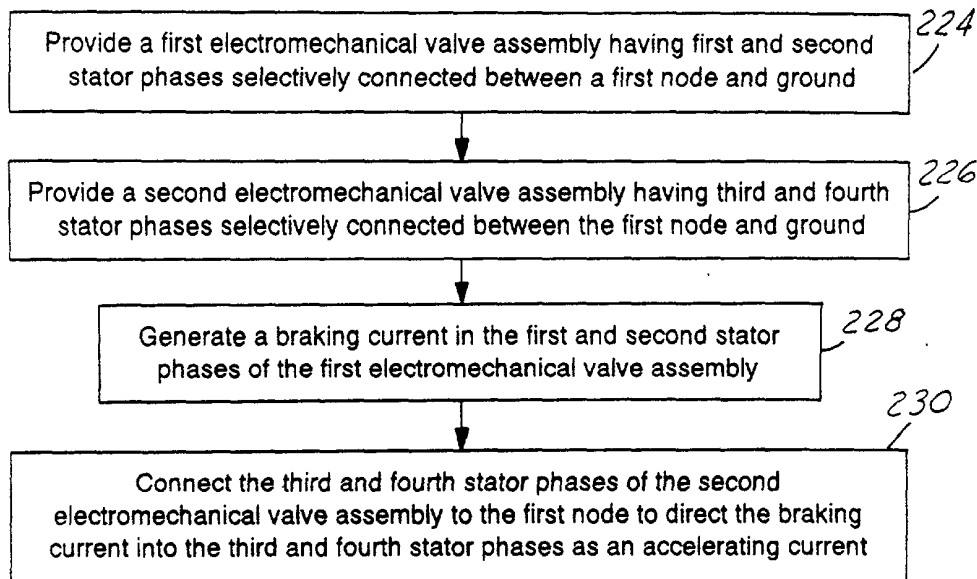 Provide a first electromechanical valve assembly having first and second
stator phases selectively connected between a first node and ground
224
Provide a second electromechanical valve assembly having third and fourth
stator phases selectively connected between the first node and ground
226
Generate a braking current in the first and second stator
phases of the first electromechanical valve assembly
228
230
Connect the third and fourth stator phases of the second
electromechanical valve assembly to the first node to direct the braking
current into the third and fourth stator phases as an accelerating current